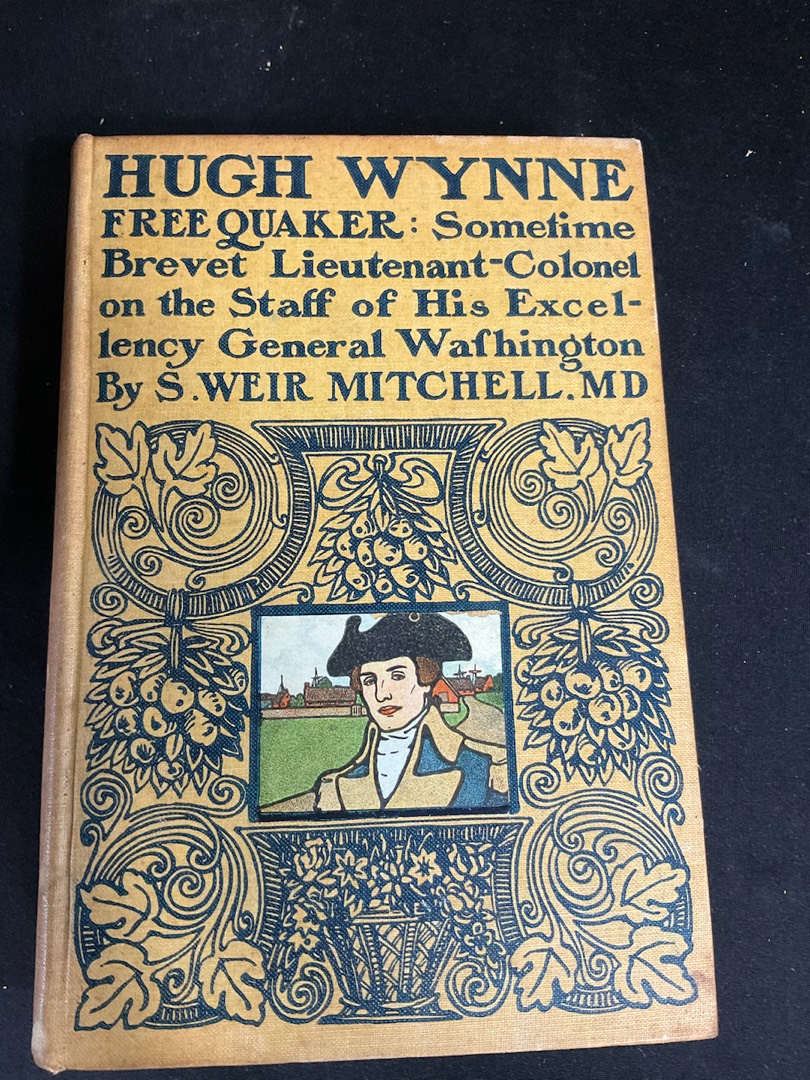 HUGH WYNNE
FREE QUAKER: Sometime
Brevet Lieutenant-Colonel
on the Staff of His Excel-
lency General Waſhington
By S. WEIR MITCHELL. MD